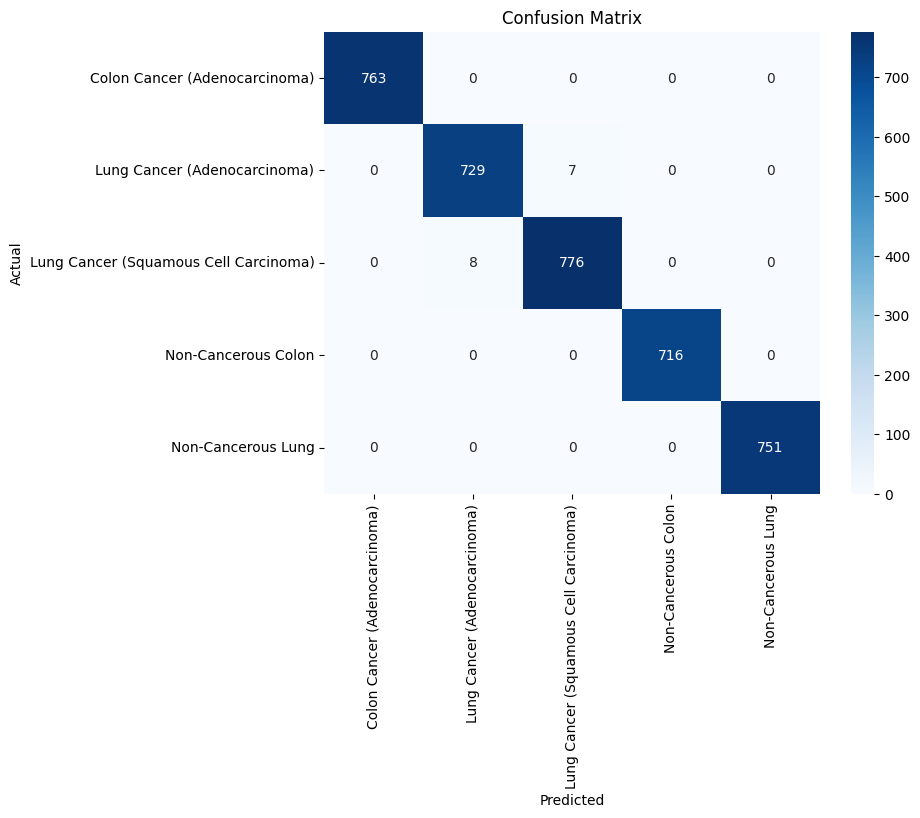 Confusion Matrix
Actual
Colon Cancer (Adenocarcinoma) 763 0 0 0 0
Lung Cancer (Adenocarcinoma) 0 729 7 0 0
Lung Cancer (Squamous Cell Carcinoma) 0 8 776 0 0
Non-Cancerous Colon 0 0 0 716 0
Non-Cancerous Lung 0 0 0 0 751
Colon Cancer (Adenocarcinoma)
Lung Cancer (Adenocarcinoma)
Lung Cancer (Squamous Cell Carcinoma)
Non-Cancerous Colon
Non-Cancerous Lung
Predicted
700
600
500
400
300
200
100
0